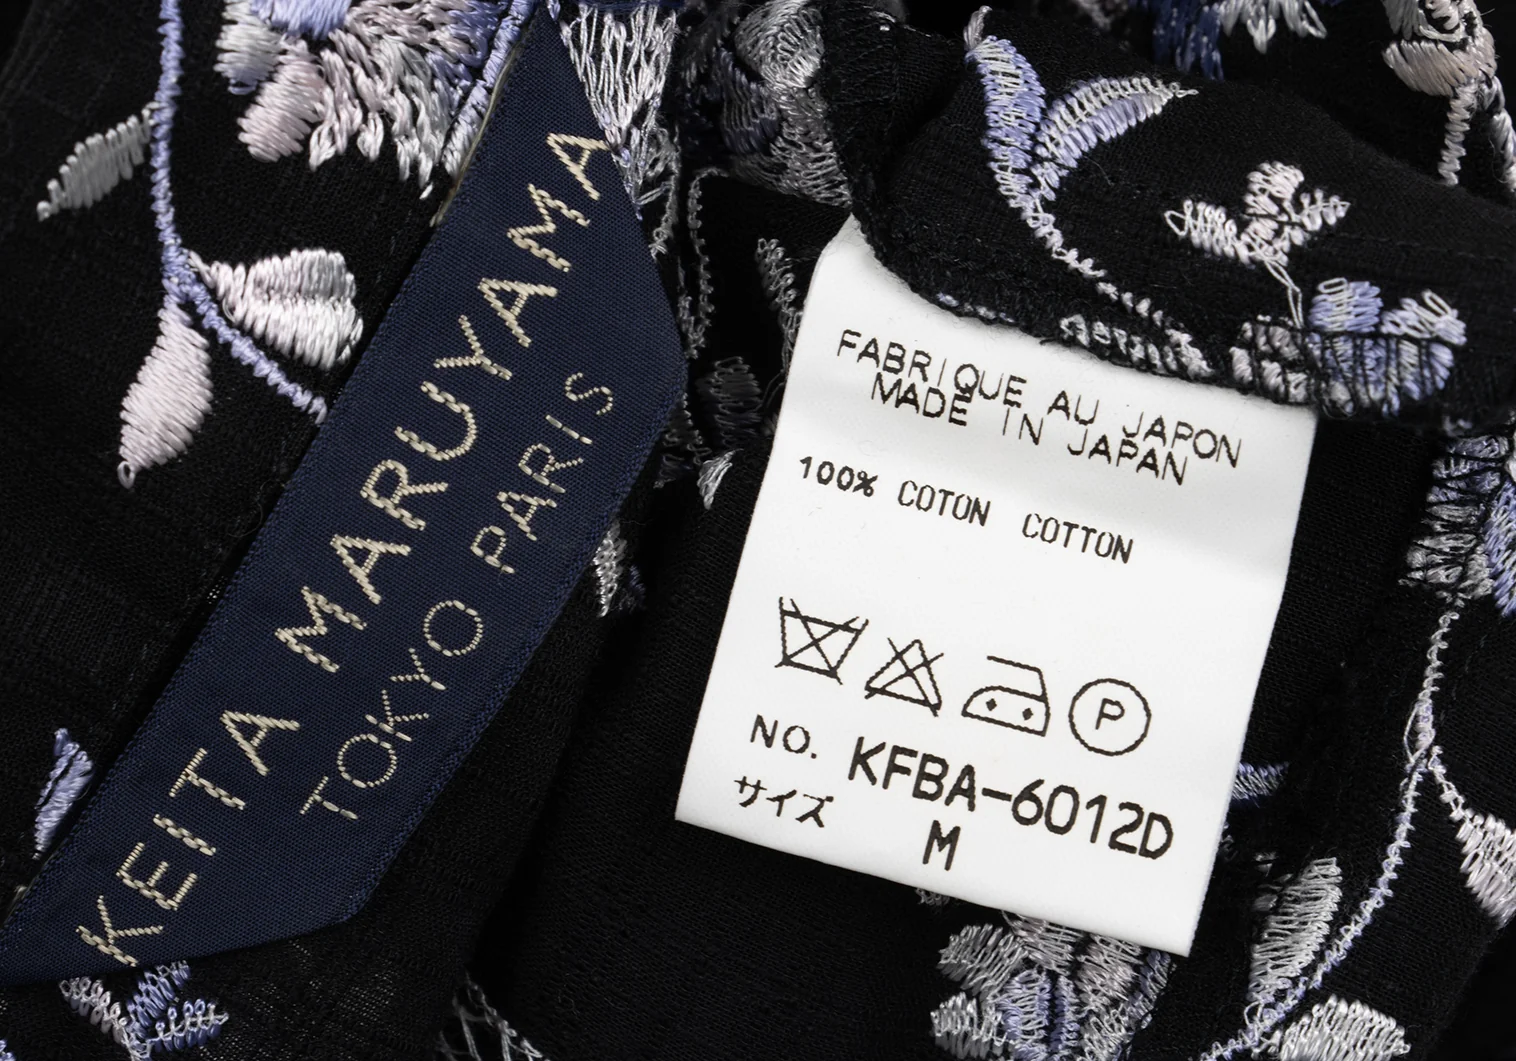 KEITA MARUYAMA
TOKYO PARIS
FABRIQUE AU JAPON
MADE IN JAPAN
100% COTON COTTON
P
NO. KFBA-6012D
サイズ M